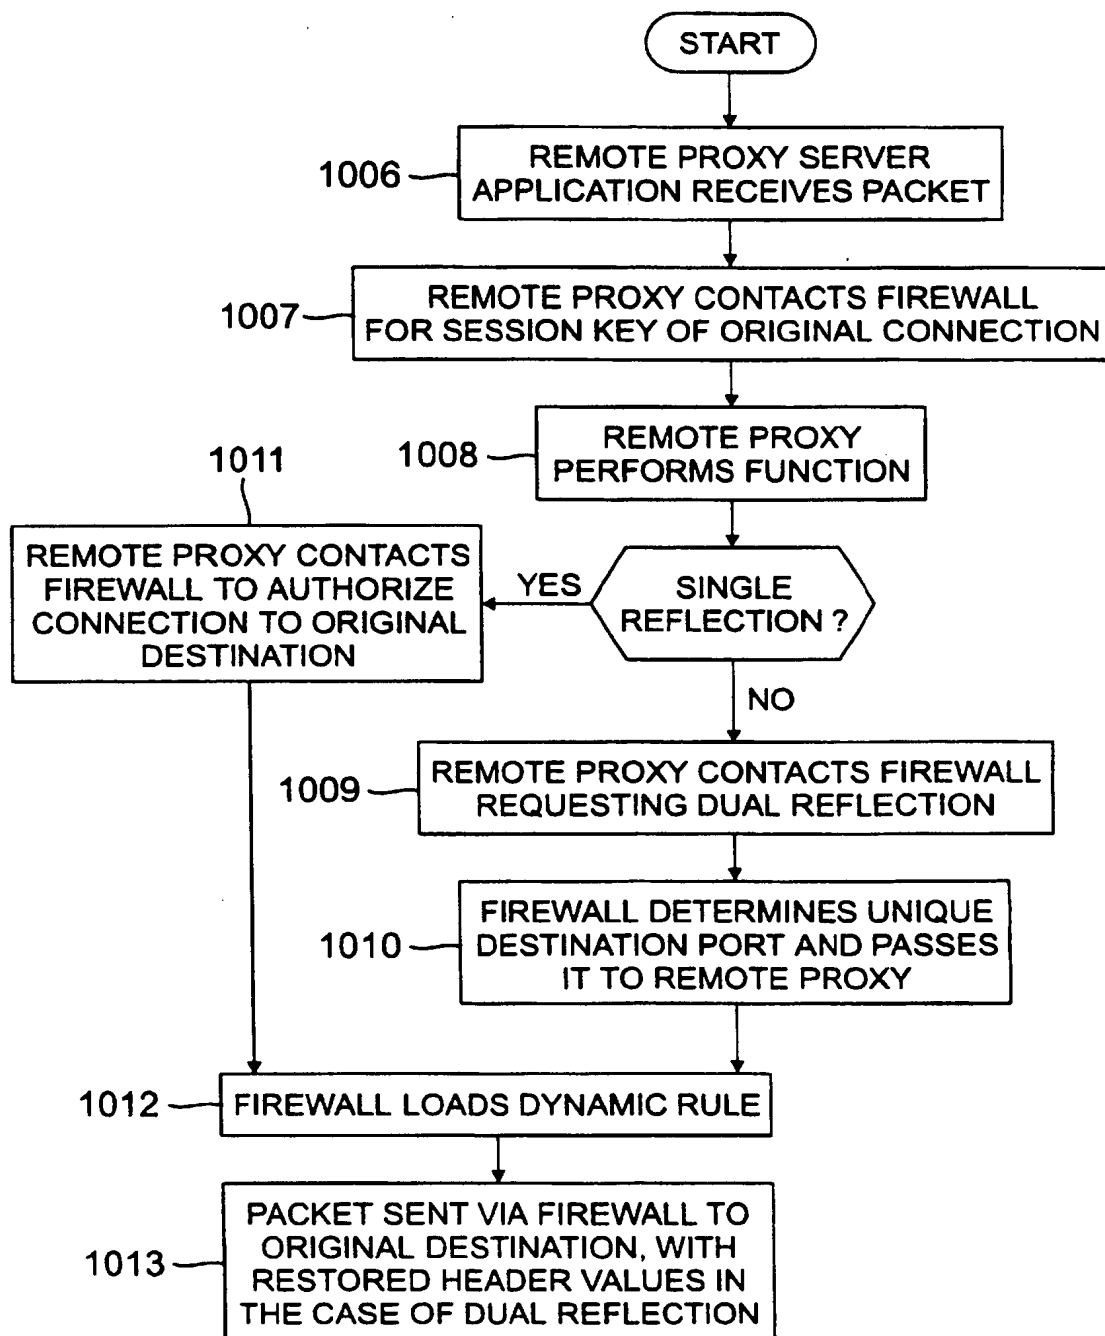 START
1006
REMOTE PROXY SERVER
APPLICATION RECEIVES PACKET
1007
REMOTE PROXY CONTACTS FIREWALL
FOR SESSION KEY OF ORIGINAL CONNECTION
1008
REMOTE PROXY
PERFORMS FUNCTION
SINGLE
REFLECTION ?
YES
1011
REMOTE PROXY CONTACTS
FIREWALL TO AUTHORIZE
CONNECTION TO ORIGINAL
DESTINATION
NO
1009
REMOTE PROXY CONTACTS FIREWALL
REQUESTING DUAL REFLECTION
1010
FIREWALL DETERMINES UNIQUE
DESTINATION PORT AND PASSES
IT TO REMOTE PROXY
1012
FIREWALL LOADS DYNAMIC RULE
1013
PACKET SENT VIA FIREWALL TO
ORIGINAL DESTINATION, WITH
RESTORED HEADER VALUES IN
THE CASE OF DUAL REFLECTION